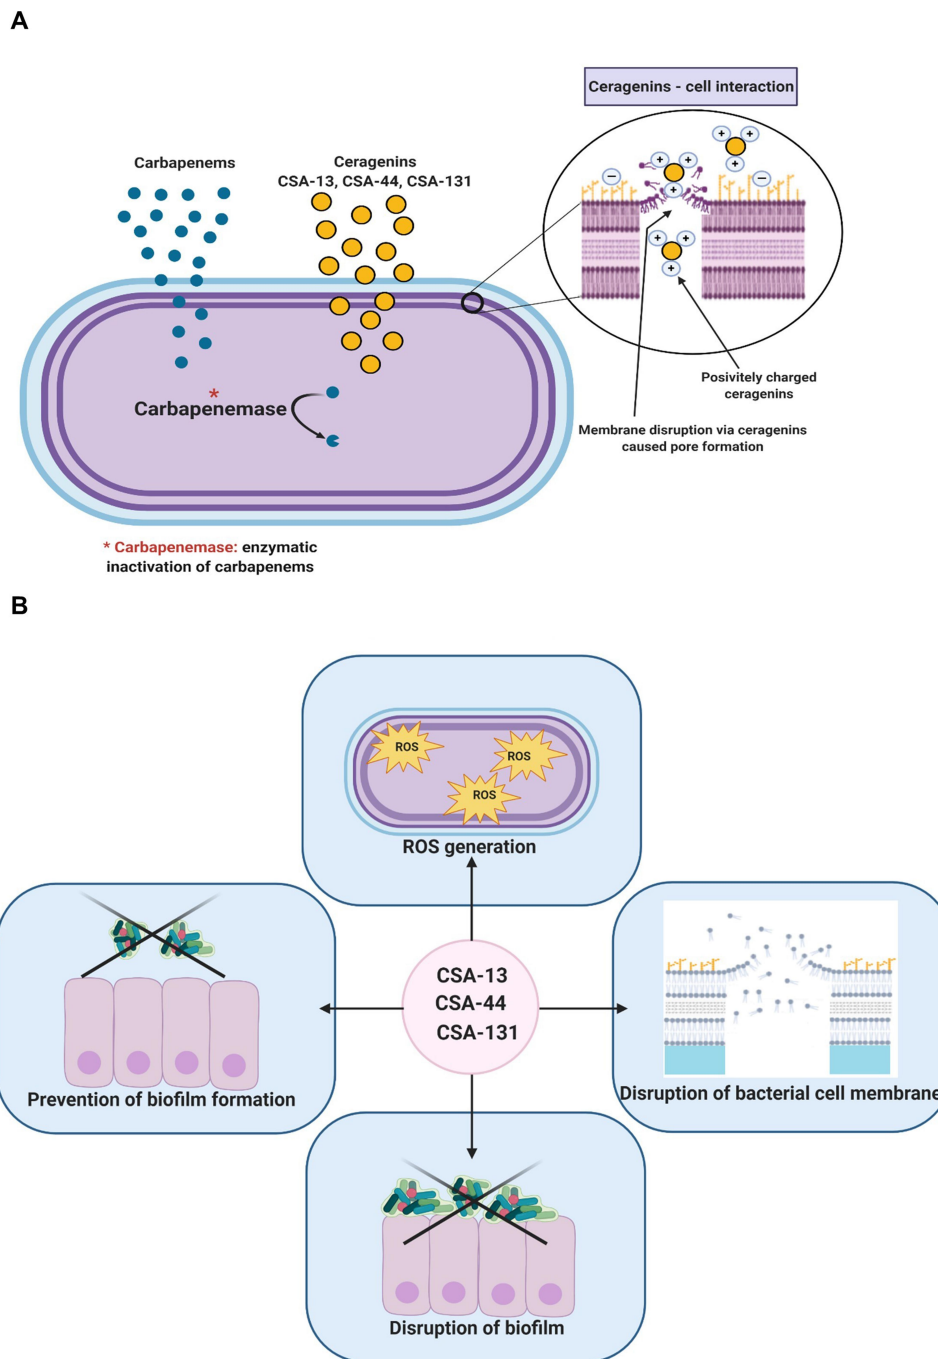 A
Ceragenins - cell interaction
Carbapenems
Ceragenins
CSA-13, CSA-44, CSA-131
+ +
+
+ +
+
+ +
+
−
−
Posivitely charged
ceragenins
*
Carbapenemase
Membrane disruption via ceragenins
caused pore formation
* Carbapenemase: enzymatic
inactivation of carbapenems
B
ROS
ROS
ROS
ROS generation
CSA-13
CSA-44
CSA-131
Prevention of biofilm formation
Disruption of bacterial cell membrane
Disruption of biofilm